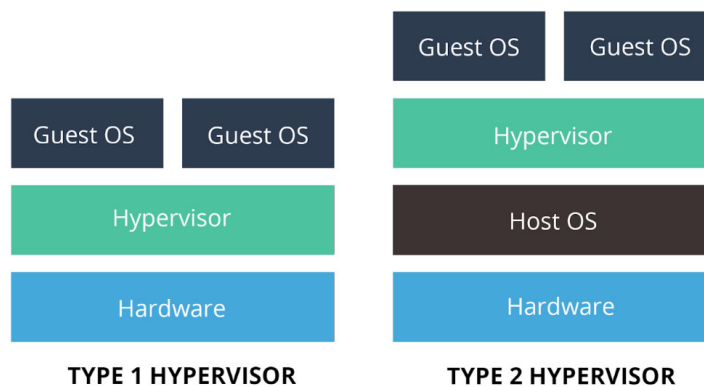 Guest OS
Guest OS
Hypervisor
Hardware
TYPE 1 HYPERVISOR
Guest OS
Guest OS
Hypervisor
Host OS
Hardware
TYPE 2 HYPERVISOR